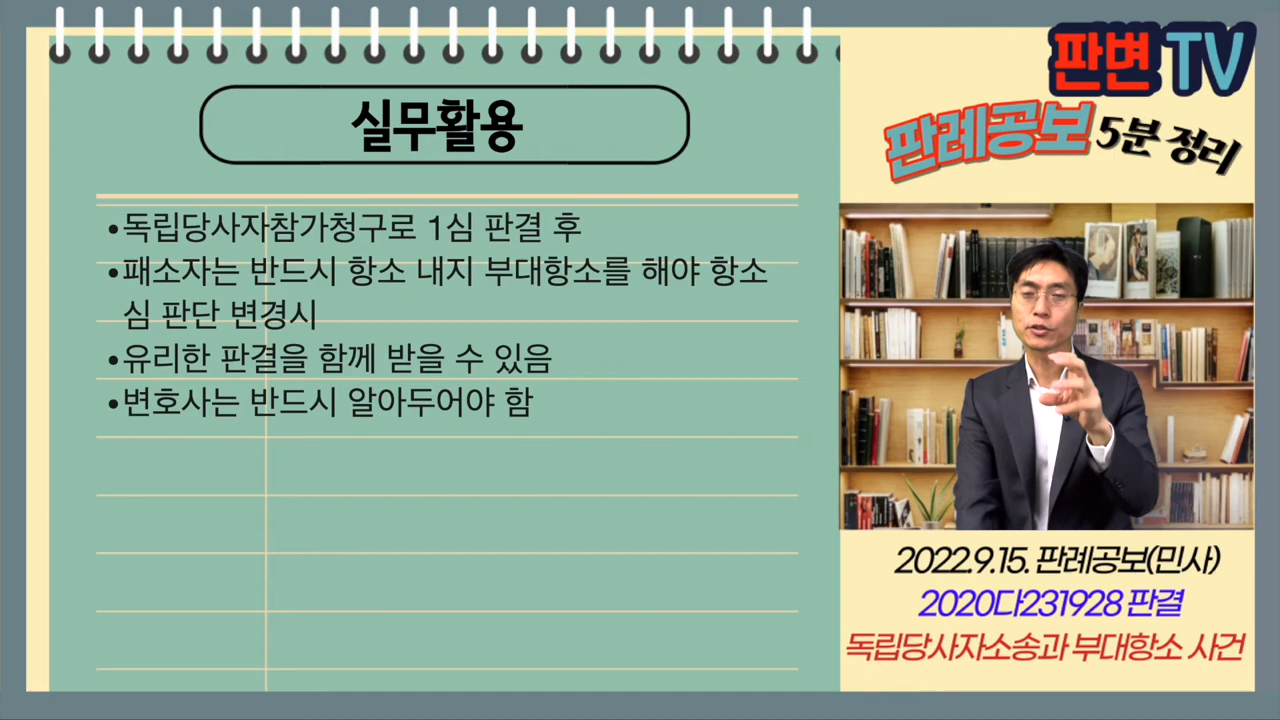 실무활용
•독립당사자참가청구로 1심 판결 후
•패소자는 반드시 항소 내지 부대항소를 해야 항소
심 판단 변경시
•유리한 판결을 함께 받을 수 있음
•변호사는 반드시 알아두어야 함
판변 TV
판례공보 5분 정리
2022.9.15. 판례공보(민사)
2020다231928 판결
독립당사자소송과 부대항소 사건